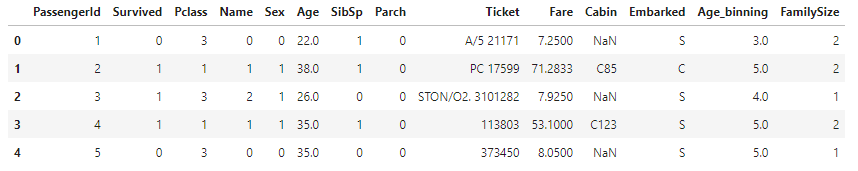 PassengerId Survived Pclass Name Sex Age SibSp Parch Ticket Fare Cabin Embarked Age_binning FamilySize
0 1 0 3 0 0 22.0 1 0 A/5 21171 7.2500 NaN S 3.0 2
1 2 1 1 1 1 38.0 1 0 PC 17599 71.2833 C85 C 5.0 2
2 3 1 3 2 1 26.0 0 0 STON/O2. 3101282 7.9250 NaN S 4.0 1
3 4 1 1 1 1 35.0 1 0 113803 53.1000 C123 S 5.0 2
4 5 0 3 0 0 35.0 0 0 373450 8.0500 NaN S 5.0 1